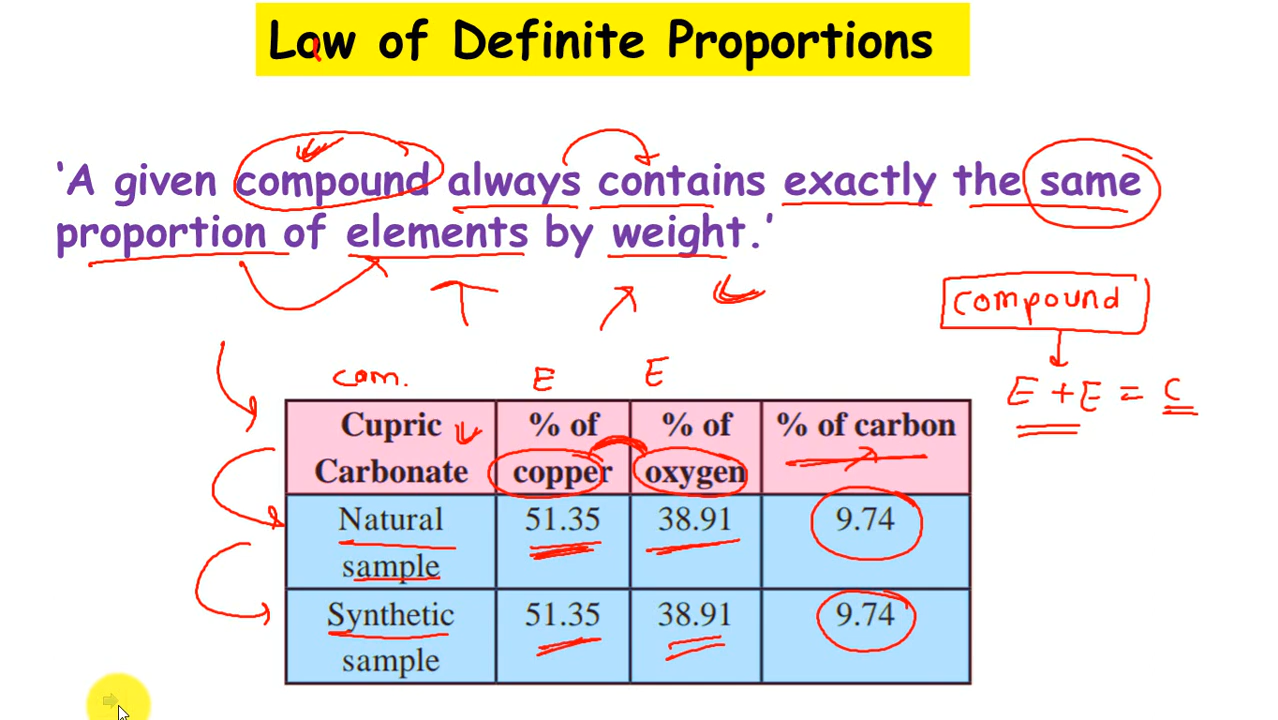 Law of Definite Proportions
‘A given compound always contains exactly the same
proportion of elements by weight.’
compound
E + E = C
com. E E
Cupric Carbonate % of copper % of oxygen % of carbon
Natural sample 51.35 38.91 9.74
Synthetic sample 51.35 38.91 9.74